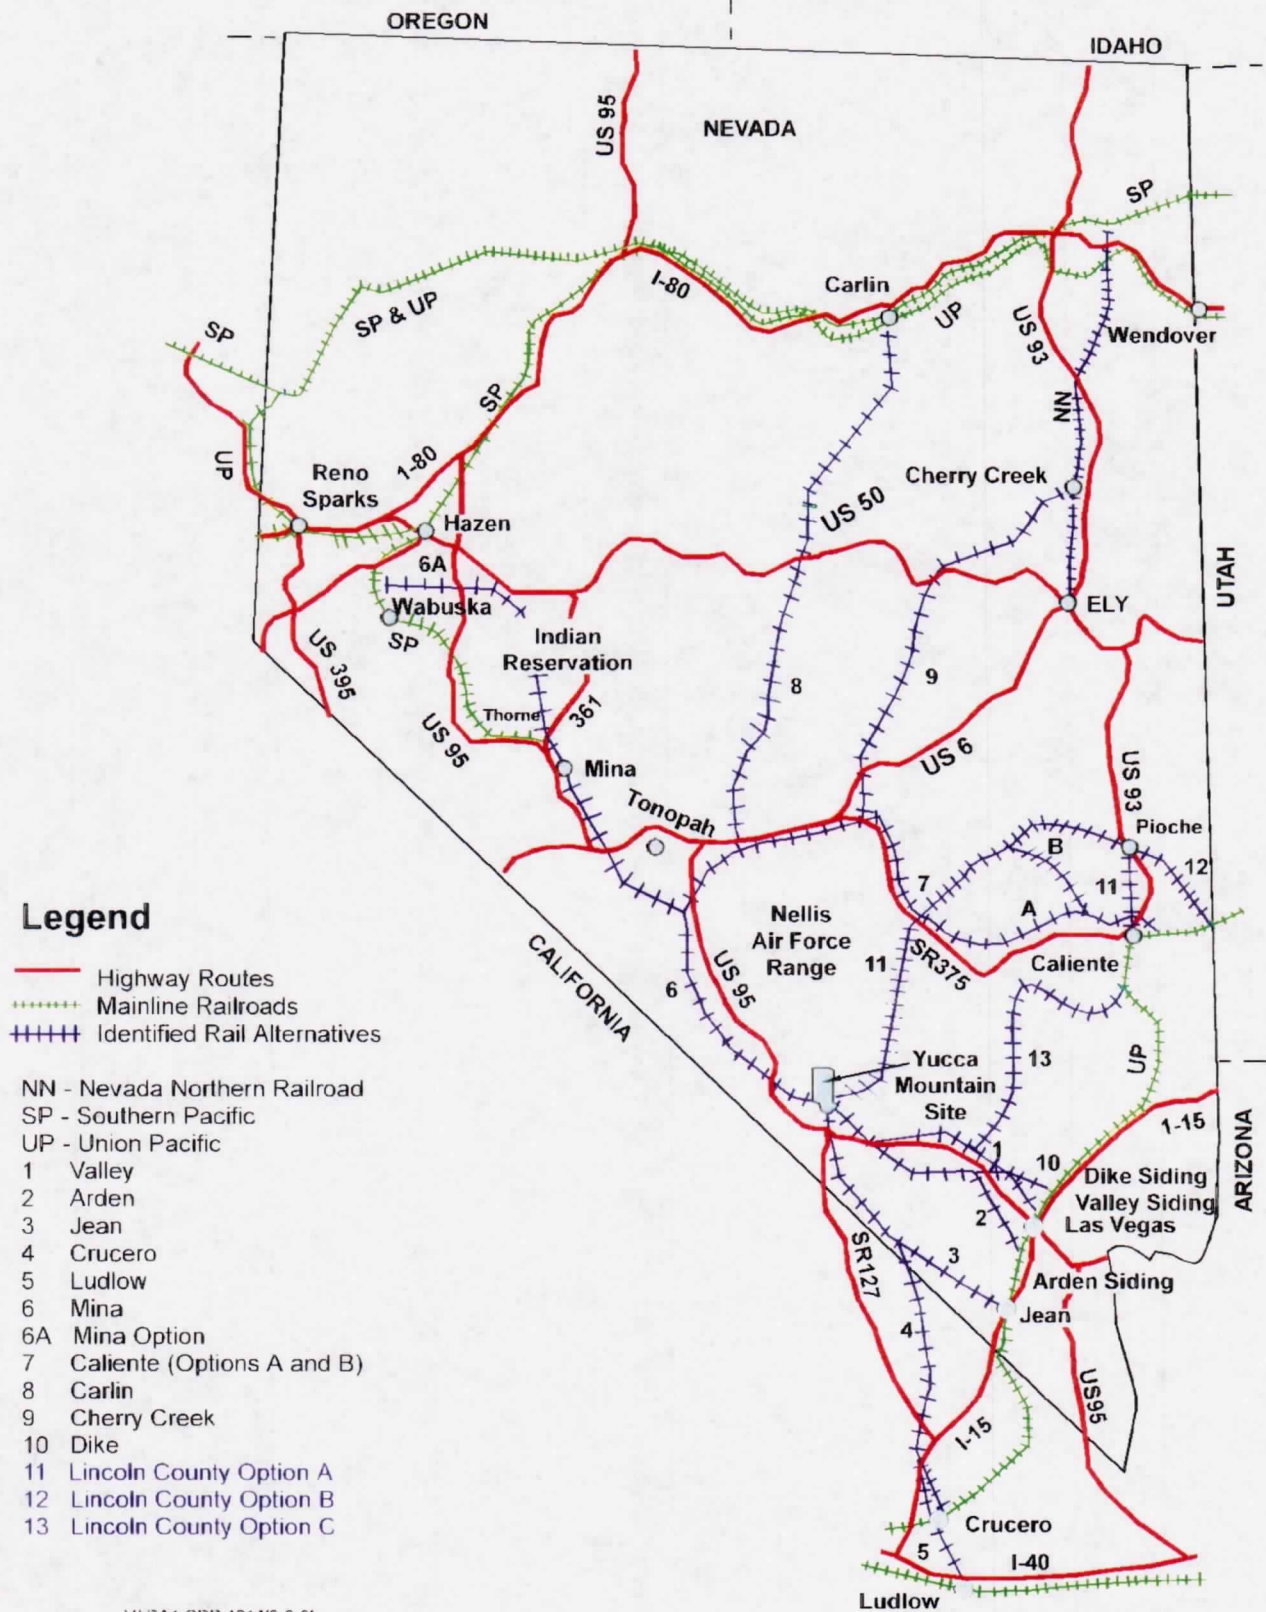 OREGON
IDAHO
US 95
NEVADA
SP
SP & UP
I-80
Carlin
UP
US 93
Wendover
SP
UP
SP
NN
Reno
Sparks
1-80
Hazen
Cherry Creek
US 50
6A
Wabuska
SP
US 395
Indian
Reservation
ELY
UTAH
8
9
Thorne
361
US 95
Mina
Tonopah
US 6
US 93
Pioche
B
12
7
A
11
Nellis
Air Force
Range
11
SR375
Caliente
6
US 95
CALIFORNIA
Yucca
Mountain
Site
13
UP
1-15
ARIZONA
1
10
Dike Siding
Valley Siding
Las Vegas
2
3
SR127
Arden Siding
Jean
4
US95
I-15
Crucero
5
I-40
Ludlow
Legend
Highway Routes
Mainline Railroads
Identified Rail Alternatives
NN - Nevada Northern Railroad
SP - Southern Pacific
UP - Union Pacific
1 Valley
2 Arden
3 Jean
4 Crucero
5 Ludlow
6 Mina
6A Mina Option
7 Caliente (Options A and B)
8 Carlin
9 Cherry Creek
10 Dike
11 Lincoln County Option A
12 Lincoln County Option B
13 Lincoln County Option C